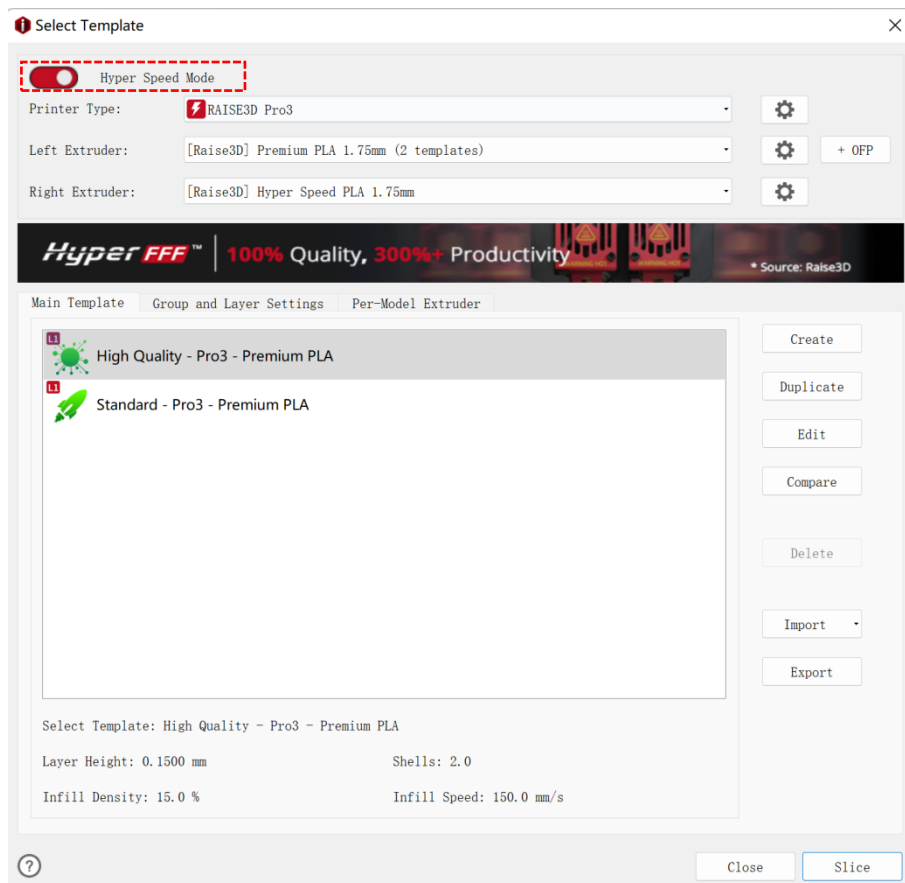 Select Template
Hyper Speed Mode
Printer Type: RAISE3D Pro3
Left Extruder: [Raise3D] Premium PLA 1.75mm (2 templates) + OFP
Right Extruder: [Raise3D] Hyper Speed PLA 1.75mm
Hyper FFF™ 100% Quality, 300%+ Productivity * Source: Raise3D
Main Template Group and Layer Settings Per-Model Extruder
L1 High Quality - Pro3 - Premium PLA
L1 Standard - Pro3 - Premium PLA
Create
Duplicate
Edit
Compare
Delete
Import
Export
Select Template: High Quality - Pro3 - Premium PLA
Layer Height: 0.1500 mm Shells: 2.0
Infill Density: 15.0 % Infill Speed: 150.0 mm/s
? Close Slice